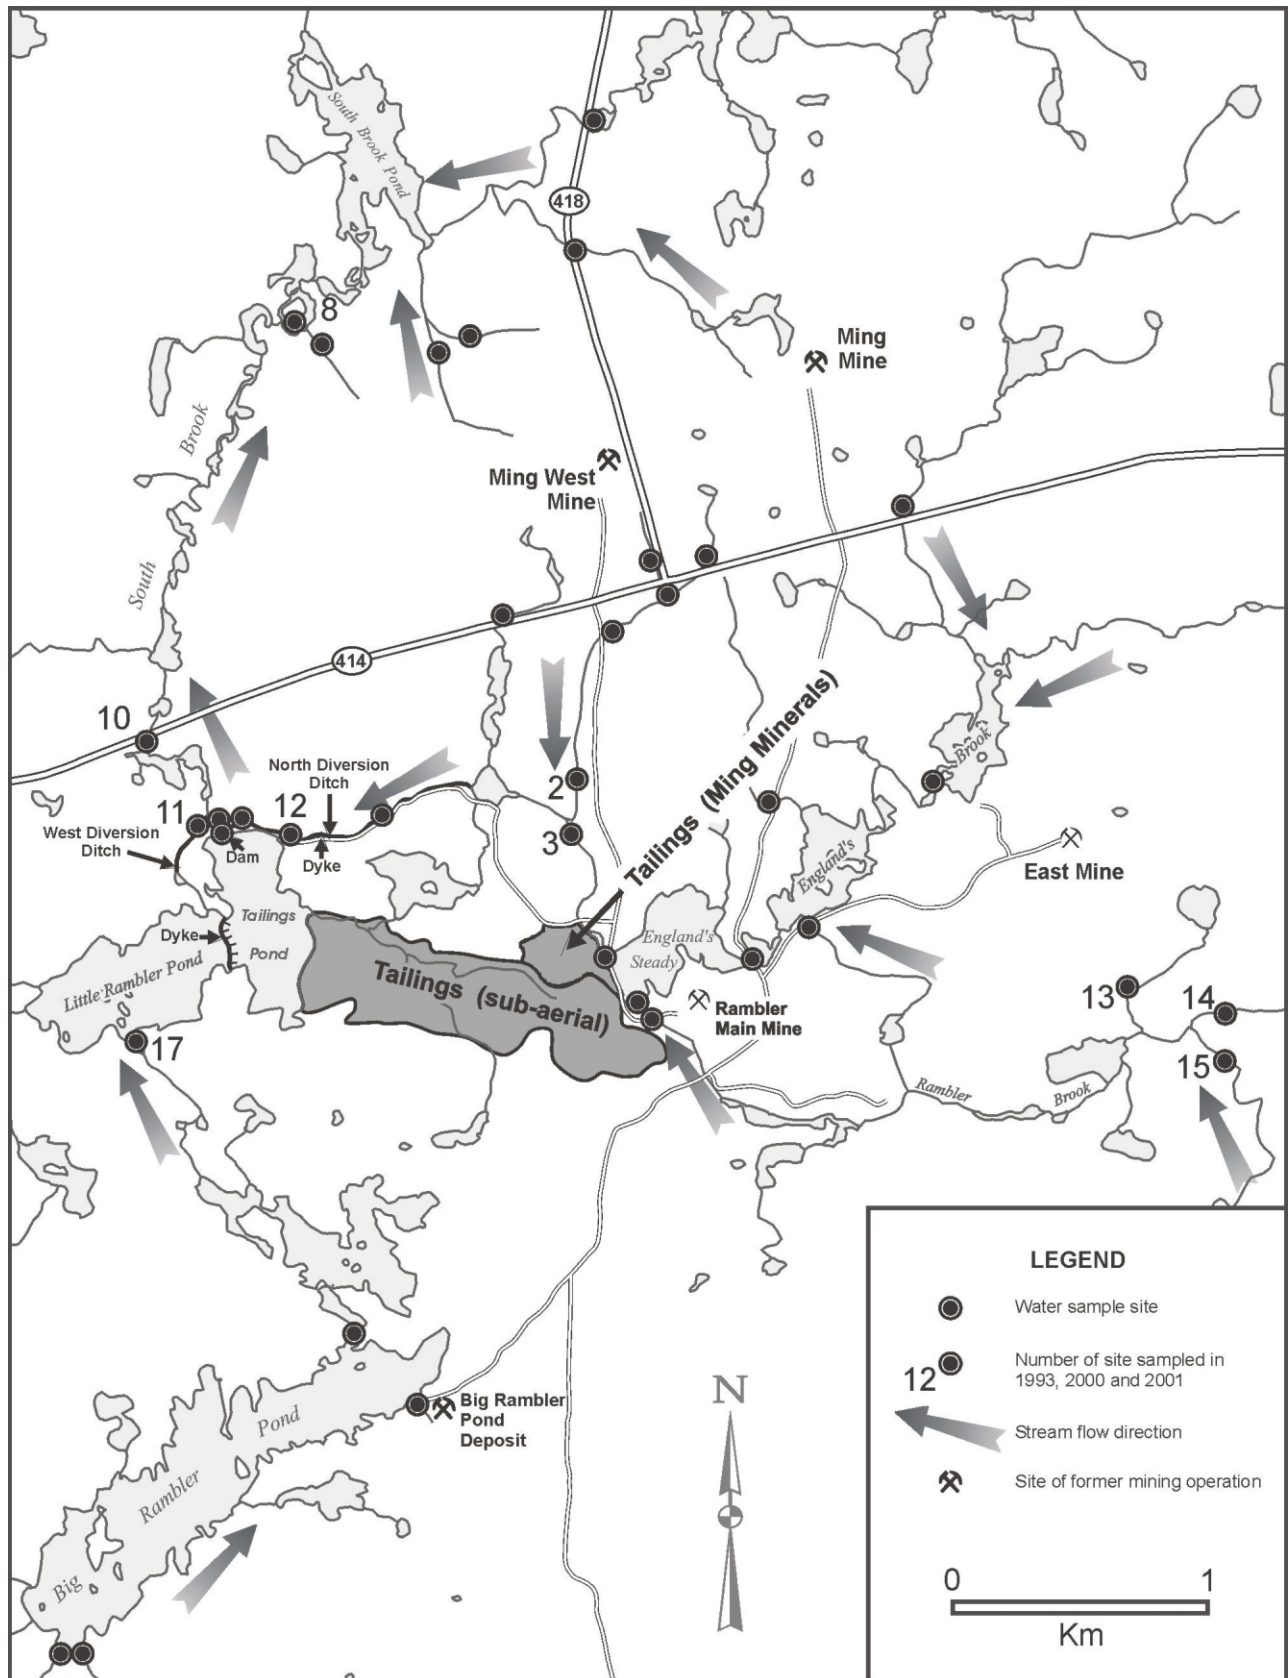 South Brook Pond
418
8
Ming
Mine
Brook
Ming West
Mine
South
414
10
Tailings (Ming Minerals)
North Diversion
Ditch
2
Brook
11
12
3
West Diversion
Ditch
Dam
Dyke
England's
East Mine
Tailings
Pond
Dyke
England's
Steady
Little Rambler Pond
Tailings (sub-aerial)
Rambler
Main Mine
13
14
17
15
Rambler
Brook
LEGEND
Water sample site
12
Number of site sampled in
1993, 2000 and 2001
Stream flow direction
Site of former mining operation
N
Big Rambler
Pond
Deposit
Pond
Rambler
Big
0
1
Km